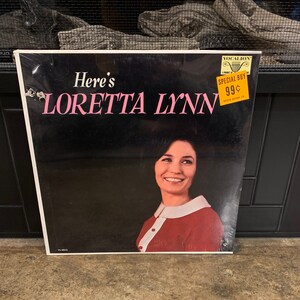 VOCALION
Here's
LORETTA LYNN
SPECIAL BUY
99¢